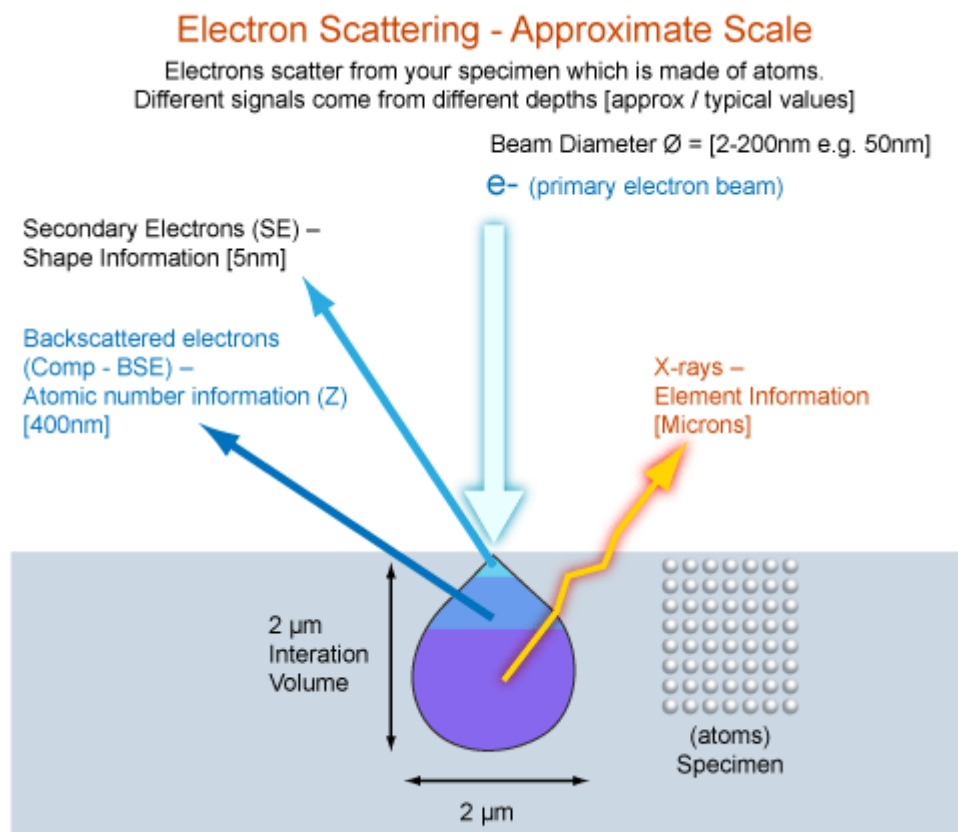 Electron Scattering - Approximate Scale
Electrons scatter from your specimen which is made of atoms.
Different signals come from different depths [approx / typical values]
Beam Diameter Ø = [2-200nm e.g. 50nm]
e- (primary electron beam)
Secondary Electrons (SE) –
Shape Information [5nm]
Backscattered electrons
(Comp - BSE) –
Atomic number information (Z)
[400nm]
X-rays –
Element Information
[Microns]
2 µm
Interation
Volume
(atoms)
Specimen
2 µm